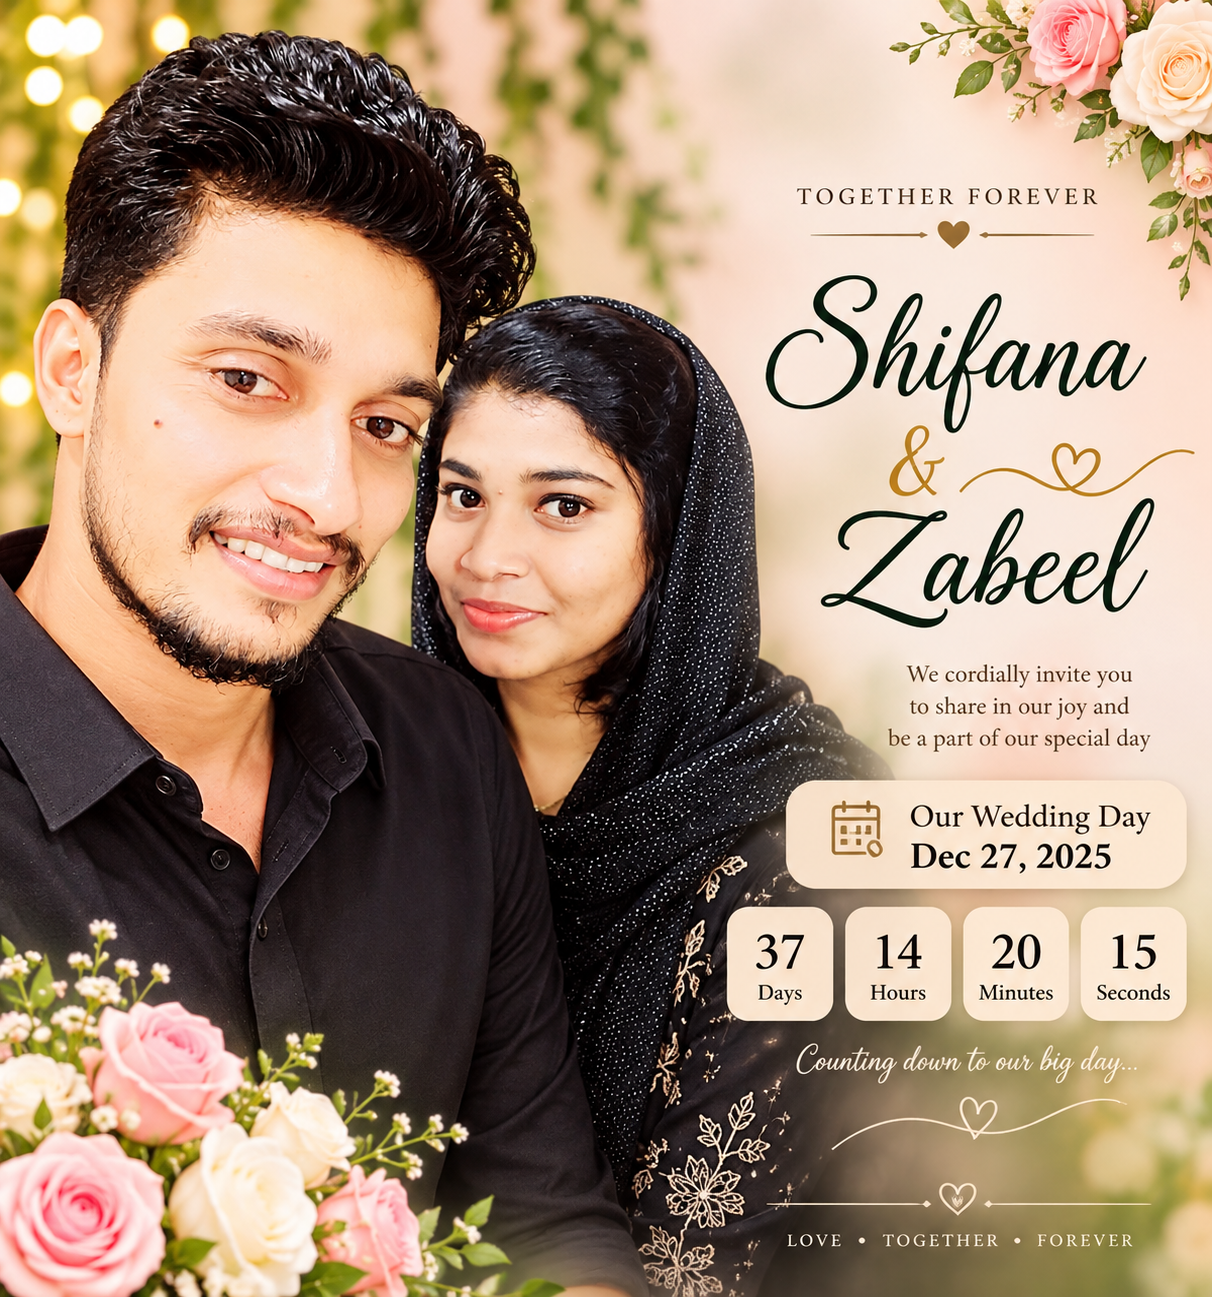 TOGETHER FOREVER
Shifana
&
Zabeel
We cordially invite you
to share in our joy and
be a part of our special day
Our Wedding Day
Dec 27, 2025
37 14 20 15
Days Hours Minutes Seconds
Counting down to our big day...
LOVE • TOGETHER • FOREVER